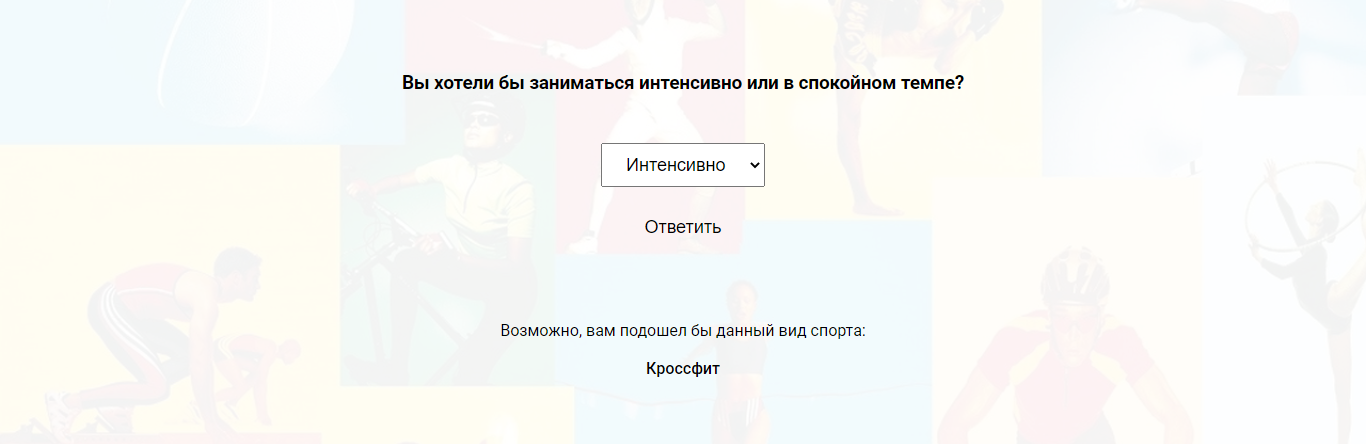 Вы хотели бы заниматься интенсивно или в спокойном темпе?
Интенсивно
Ответить
Возможно, вам подошел бы данный вид спорта:
Кроссфит